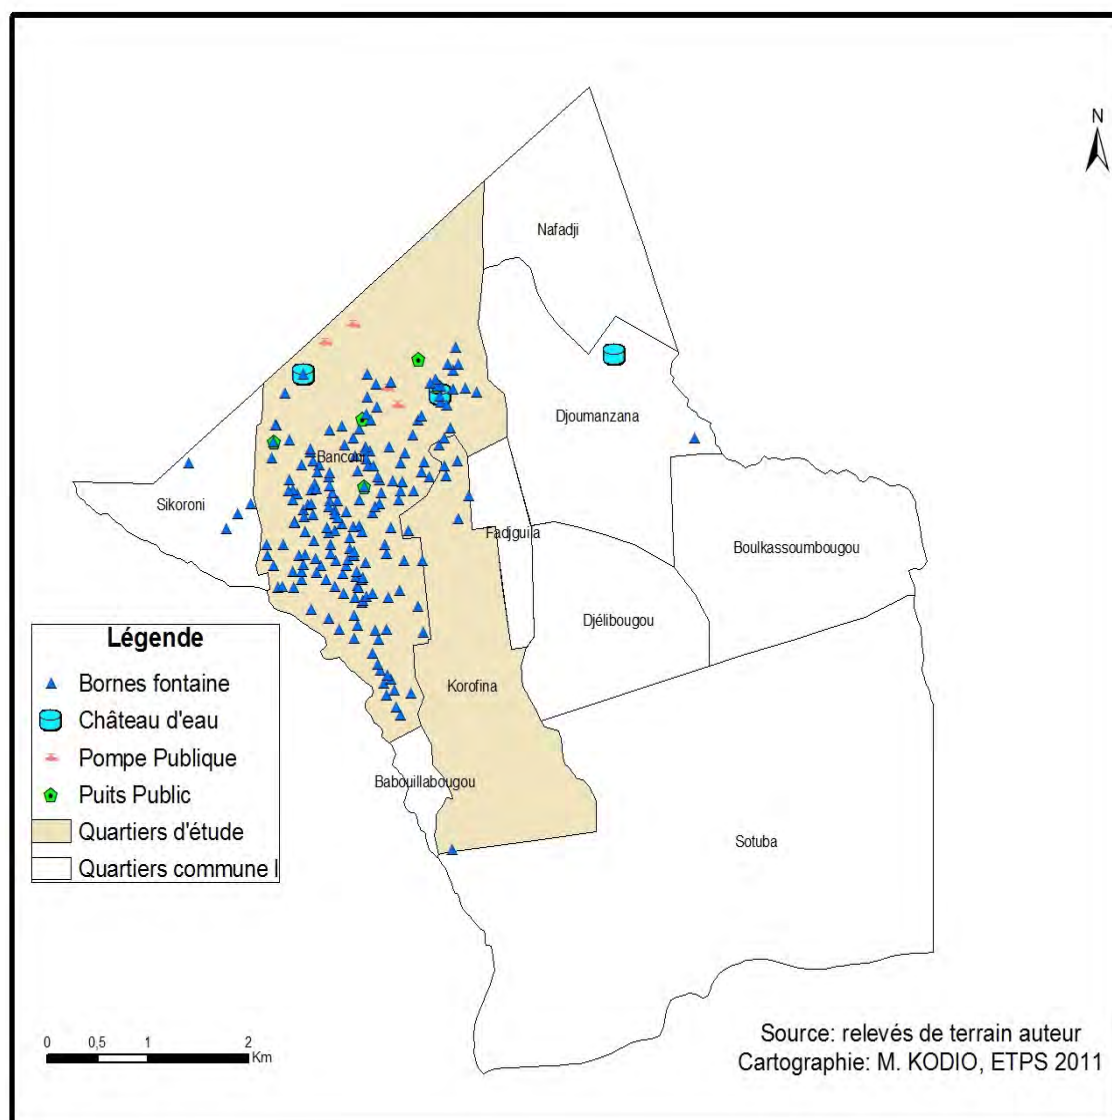 N
Nafadji
Djoumanzana
Banconi
Sikoroni
Fadjguila
Boulkassoumbougou
Djélibougou
Légende
Bornes fontaine
Château d'eau
Pompe Publique
Puits Public
Quartiers d'étude
Quartiers commune I
Korofina
Babouillabougou
Sotuba
0 0,5 1 2
Km
Source: relevés de terrain auteur
Cartographie: M. KODIO, ETPS 2011